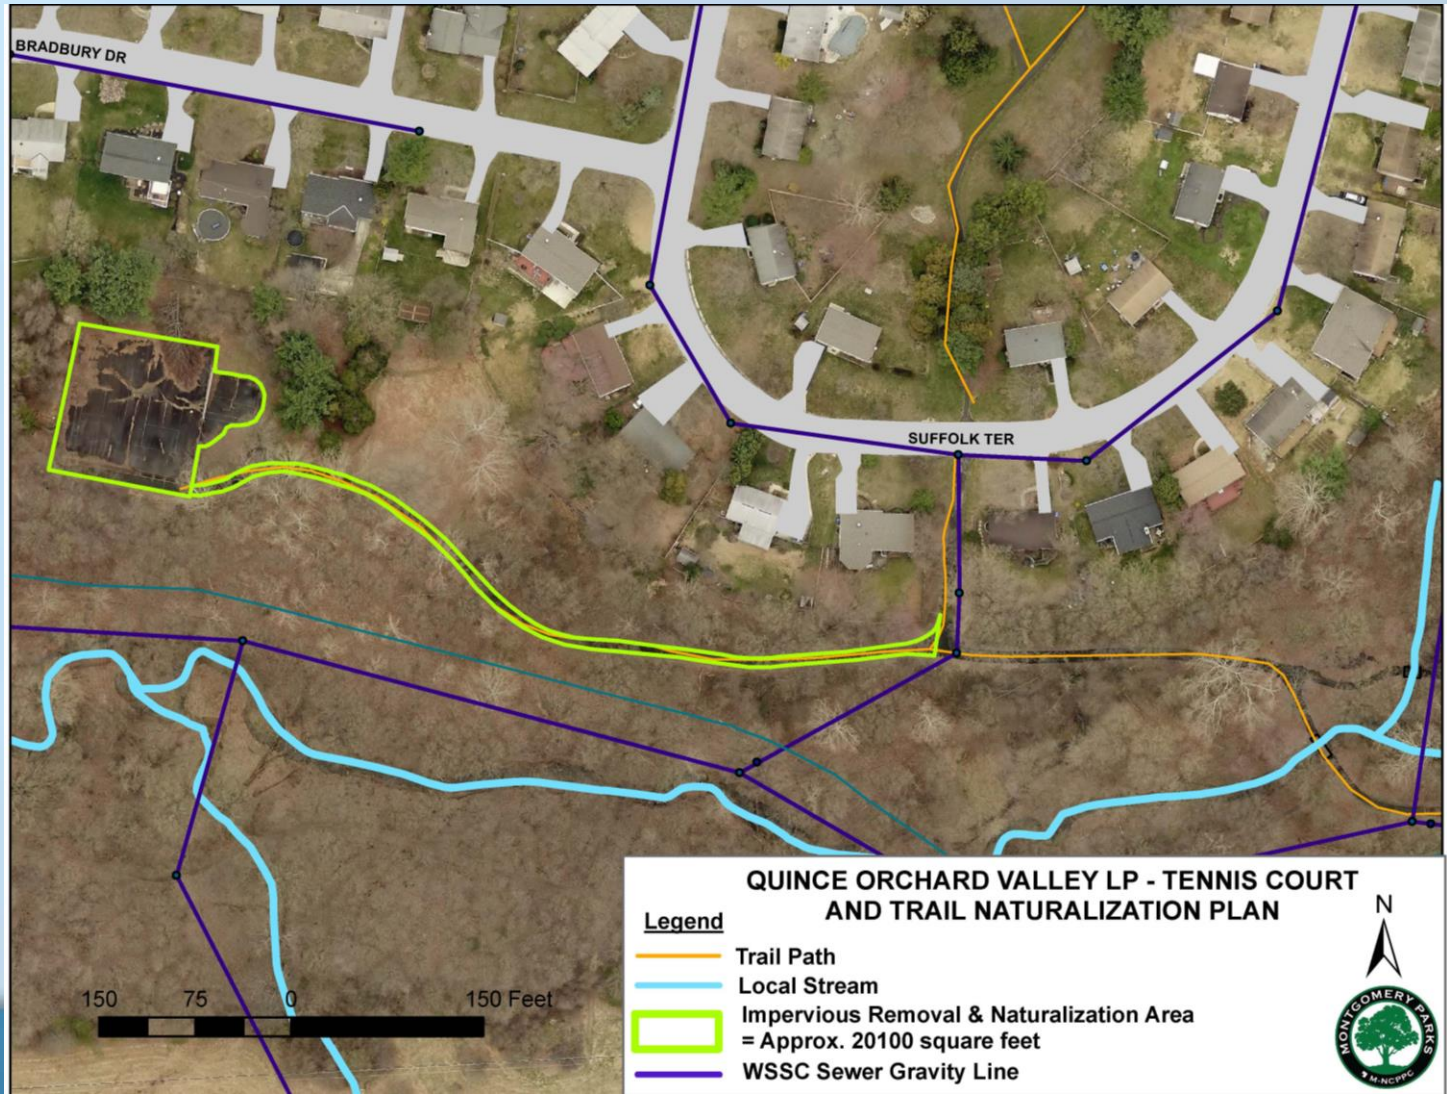 BRADBURY DR
SUFFOLK TER
150 75 0 150 Feet
QUINCE ORCHARD VALLEY LP - TENNIS COURT
AND TRAIL NATURALIZATION PLAN
Legend
Trail Path
Local Stream
Impervious Removal & Naturalization Area
= Approx. 20100 square feet
WSSC Sewer Gravity Line
N
MONTGOMERY PARKS
M-NCPPC